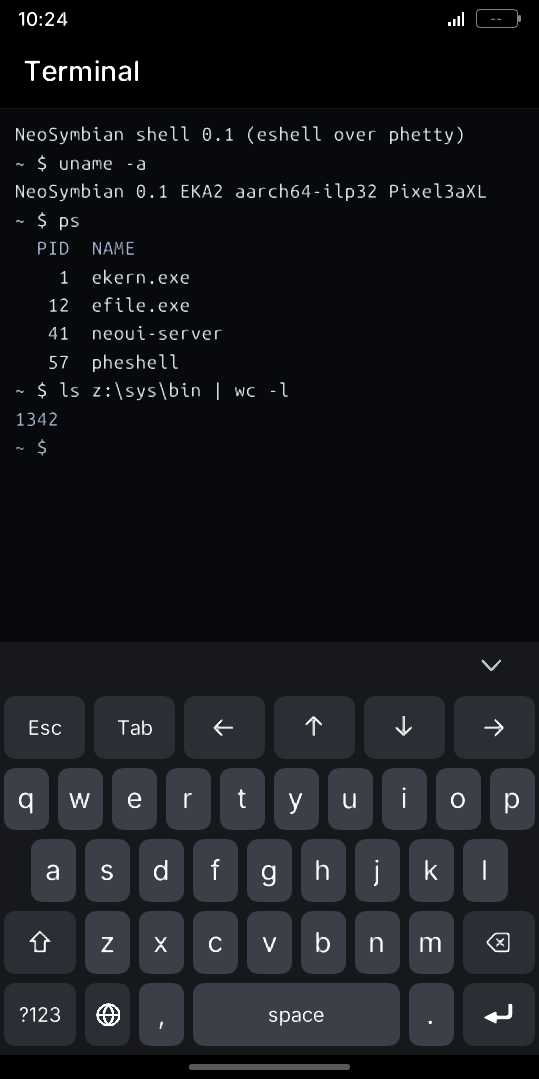 10:24
--
Terminal
NeoSymbian shell 0.1 (eshell over phetty)
~ $ uname -a
NeoSymbian 0.1 EKA2 aarch64-ilp32 Pixel3aXL
~ $ ps
  PID  NAME
    1  ekern.exe
   12  efile.exe
   41  neoui-server
   57  pheshell
~ $ ls z:\sys\bin | wc -l
1342
~ $
Esc Tab ← ↑ ↓ →
q w e r t y u i o p
a s d f g h j k l
z x c v b n m
?123 , space .